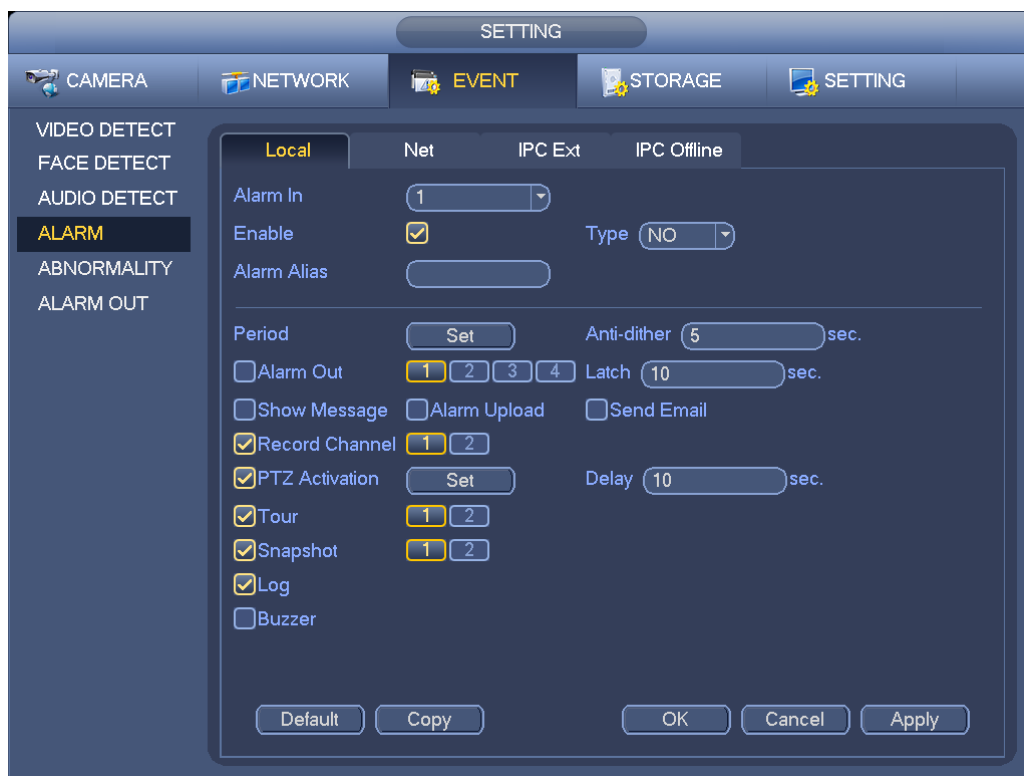 SETTING
CAMERA NETWORK EVENT STORAGE SETTING
VIDEO DETECT
FACE DETECT
AUDIO DETECT
ALARM
ABNORMALITY
ALARM OUT
Local Net IPC Ext IPC Offline
Alarm In 1
Enable Type NO
Alarm Alias
Period Set Anti-dither 5 sec.
Alarm Out 1 2 3 4 Latch 10 sec.
Show Message Alarm Upload Send Email
Record Channel 1 2
PTZ Activation Set Delay 10 sec.
Tour 1 2
Snapshot 1 2
Log
Buzzer
Default Copy OK Cancel Apply